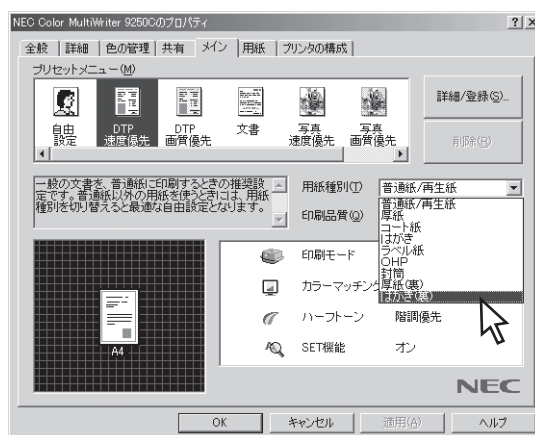 NEC Color MultiWriter 9250Cのプロパティ
? ×
全般 詳細 色の管理 共有 メイン 用紙 プリンタの構成
プリセットメニュー(M)
自由設定
DTP速度優先
DTP画質優先
文書
写真速度優先
写真画質優先
詳細/登録(S)...
削除(R)
一般の文書を、普通紙に印刷するときの推奨設
定です。普通紙以外の用紙を使うときには、用紙
種別を切り替えると最適な自由設定となります。
用紙種別(T) 普通紙/再生紙
印刷品質(Q)
普通紙/再生紙
厚紙
コート紙
はがき
ラベル紙
OHP
封筒
厚紙(裏)
はがき(裏)
A4
印刷モード
カラーマッチング
ハーフトーン 階調優先
SET機能 オン
NEC
OK キャンセル 適用(A) ヘルプ